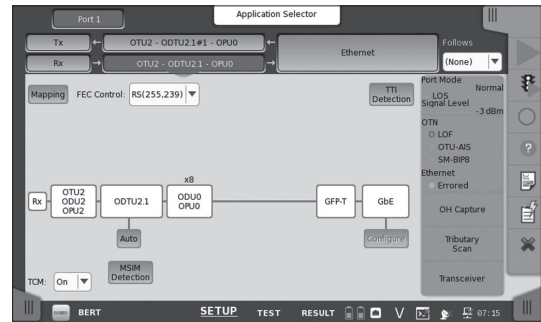 Port 1
Application Selector
Tx
OTU2 - ODTU2.1#1 - OPU0
Ethernet
Follows
Rx
OTU2 - ODTU2.1 - OPU0
(None)
Mapping
FEC Control:
RS(255,239)
TTI
Detection
Port Mode
Normal
LOS
Signal Level
-3 dBm
OTN
LOF
OTU-AIS
SM-BIP8
Ethernet
Errored
x8
Rx
OTU2
ODU2
OPU2
ODTU2.1
ODU0
OPU0
GFP-T
GbE
OH Capture
Auto
Configure
Tributary
Scan
TCM:
On
MSIM
Detection
Transceiver
BERT
SETUP
TEST
RESULT
V
07:15